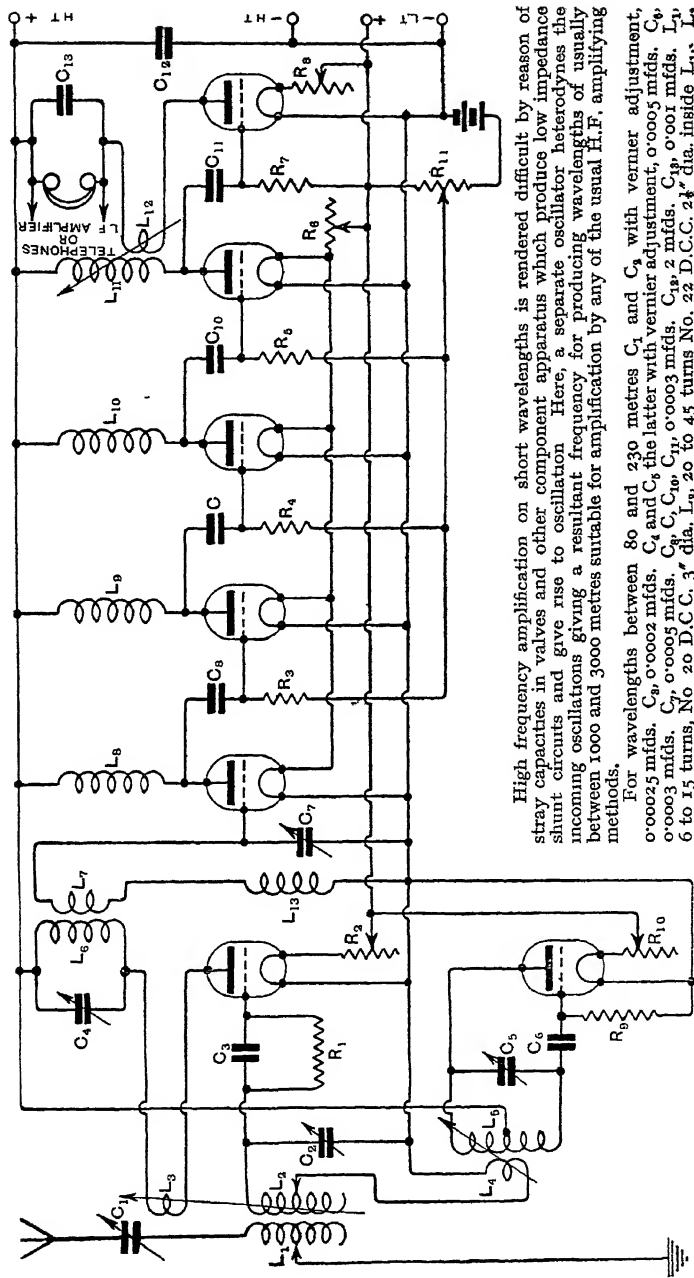 HT +
- HT
+
- LT
C₁₃
C₁₂
TELEPHONES
OR
LF AMPLIFIER
L₁₂
L₁₁
C₁₁
R₇
R₈
R₁₁
R₆
C₁₀
R₅
L₁₀
C
R₄
L₉
C₈
R₃
L₈
C₇
L₇
L₆
C₄
L₁₃
R₂
C₃
R₁
C₂
C₁
L₃
L₂
L₁
L₄
L₅
C₅
C₆
R₉
R₁₀
High frequency amplification on short wavelengths is rendered difficult by reason of
stray capacities in valves and other component apparatus which produce low impedance
shunt circuits and give rise to oscillation Here, a separate oscillator heterodynes the
incoming oscillations giving a resultant frequency for producing wavelengths of usually
between 1000 and 3000 metres suitable for amplification by any of the usual H.F. amplifying
methods.
For wavelengths between 80 and 230 metres C₁ and C₂ with vernier adjustment,
0·00025 mfds. C₃, 0·0002 mfds. C₄ and C₅ the latter with vernier adjustment, 0·0005 mfds. C₆,
0·0003 mfds. C₇, 0·0005 mfds. C₈, C, C₁₀, C₁₁, 0·0003 mfds. C₁₂, 2 mfds. C₁₃, 0·001 mfds. L₁,
6 to 15 turns, N° 20 D.C.C. 3" dia. L₂, 20 to 45 turns No. 22 D.C.C. dia. inside